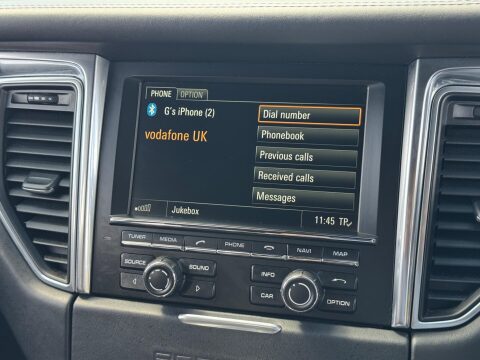 PHONE OPTION
G's iPhone (2)
vodafone UK
Dial number
Phonebook
Previous calls
Received calls
Messages
Jukebox
11:45 TP
TUNER MEDIA PHONE NAVI MAP
SOURCE SOUND INFO
CAR OPTION